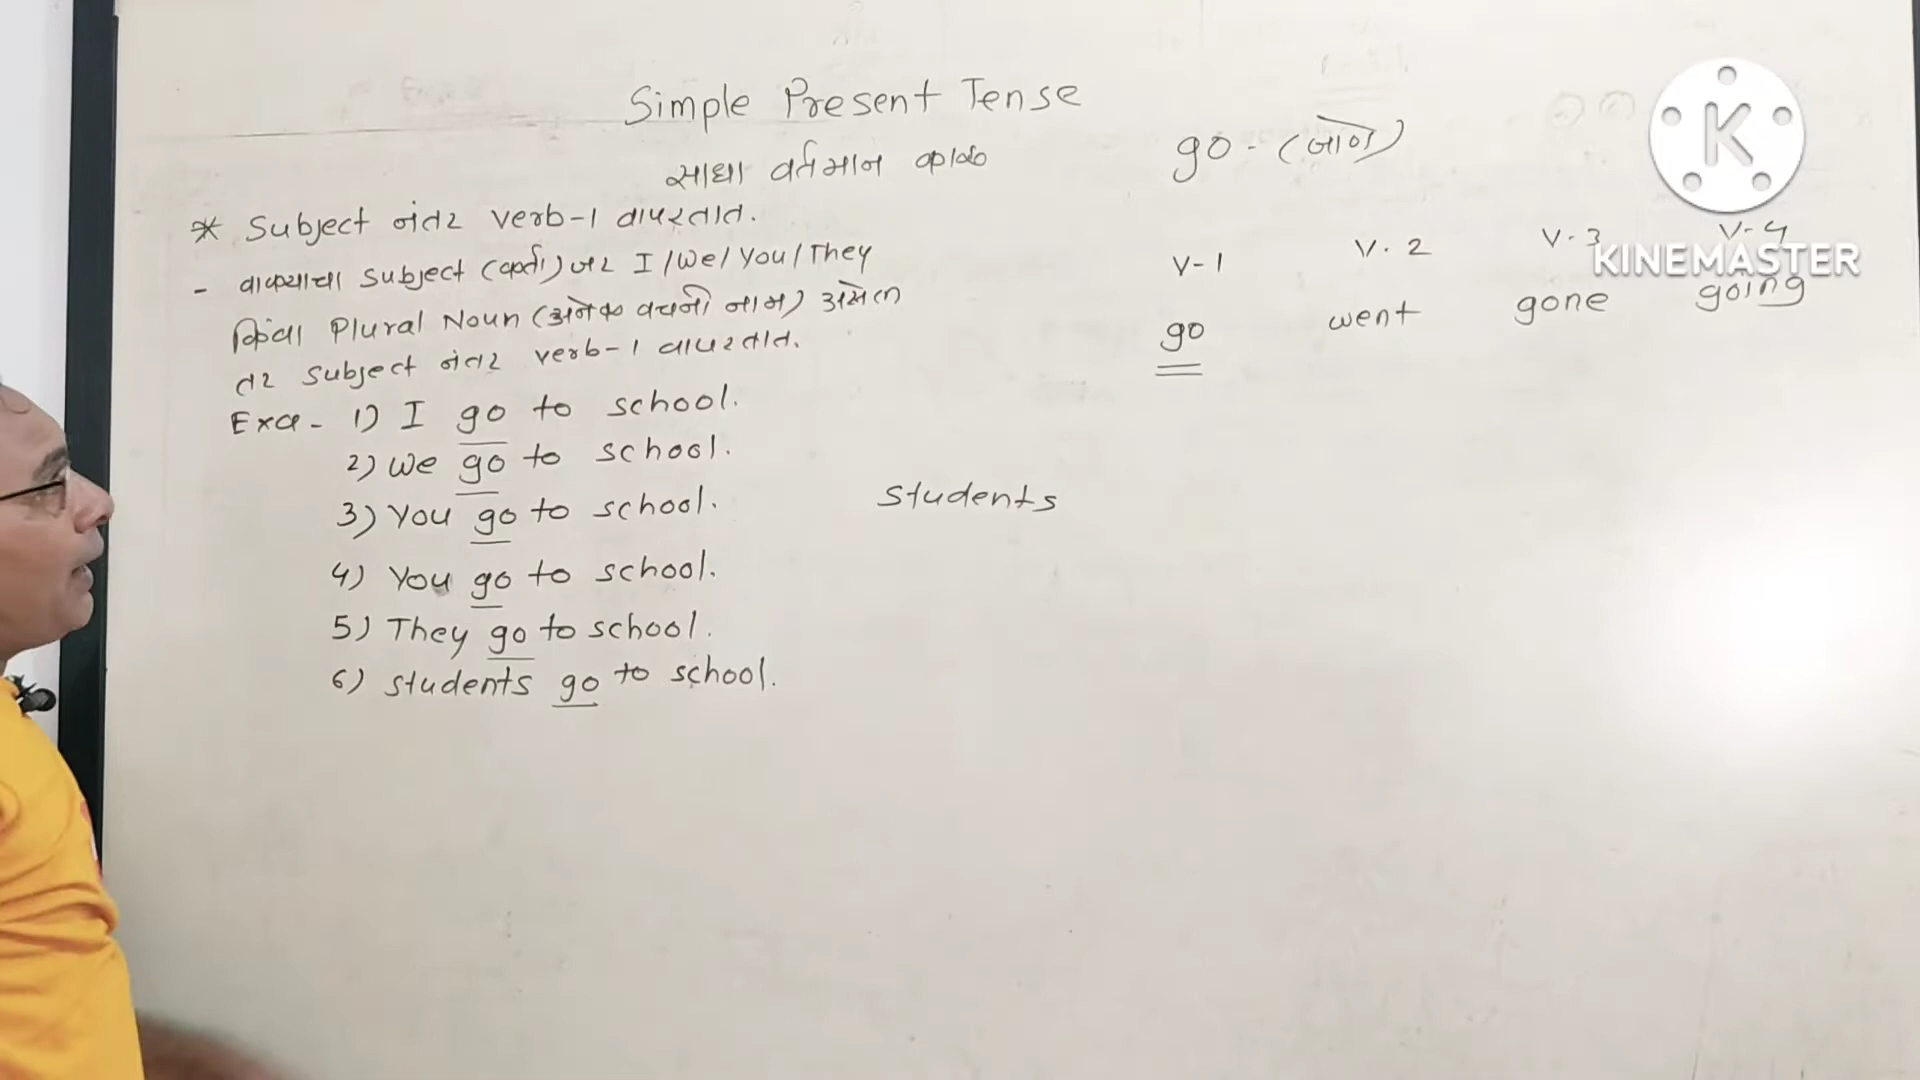 Simple Present Tense
साधा वर्तमान काळ
go - (जाणे)
* Subject नंतर verb-1 वापरतात.
- वाक्याचा subject (कर्ता) जर I/We/You/They
किंवा Plural Noun (अनेक वचनी नाम) असेल
तर subject नंतर verb-1 वापरतात.
V-1 V.2 V.3 V-4
go went gone going
Exa- 1) I go to school.
2) We go to school.
3) You go to school.
4) You go to school.
5) They go to school.
6) students go to school.
students
K
KINEMASTER